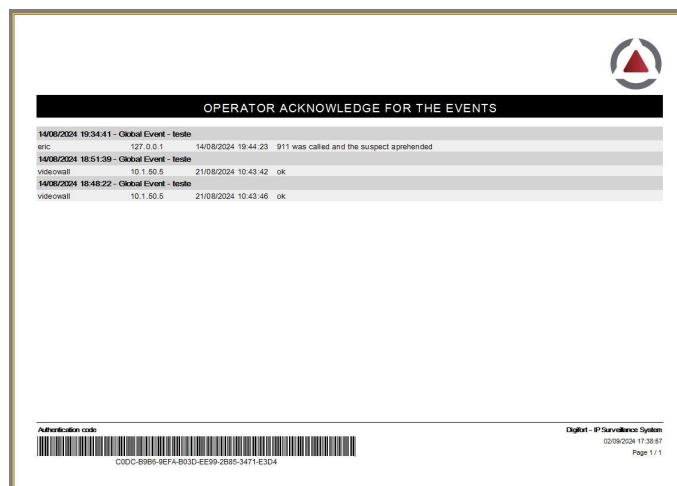 OPERATOR ACKNOWLEDGE FOR THE EVENTS
14/08/2024 19:34:41 - Global Event - teste
eric 127.0.0.1 14/08/2024 19:44:23 911 was called and the suspect aprehended
14/08/2024 18:51:39 - Global Event - teste
videowall 10.1.50.5 21/08/2024 10:43:42 ok
14/08/2024 18:48:22 - Global Event - teste
videowall 10.1.50.5 21/08/2024 10:43:46 ok
Authentication code
C0DC-B9B6-9EFA-B03D-EE99-2B85-3471-E3D4
Digifort - IP Surveillance System
02/09/2024 17:38:57
Page 1 / 1